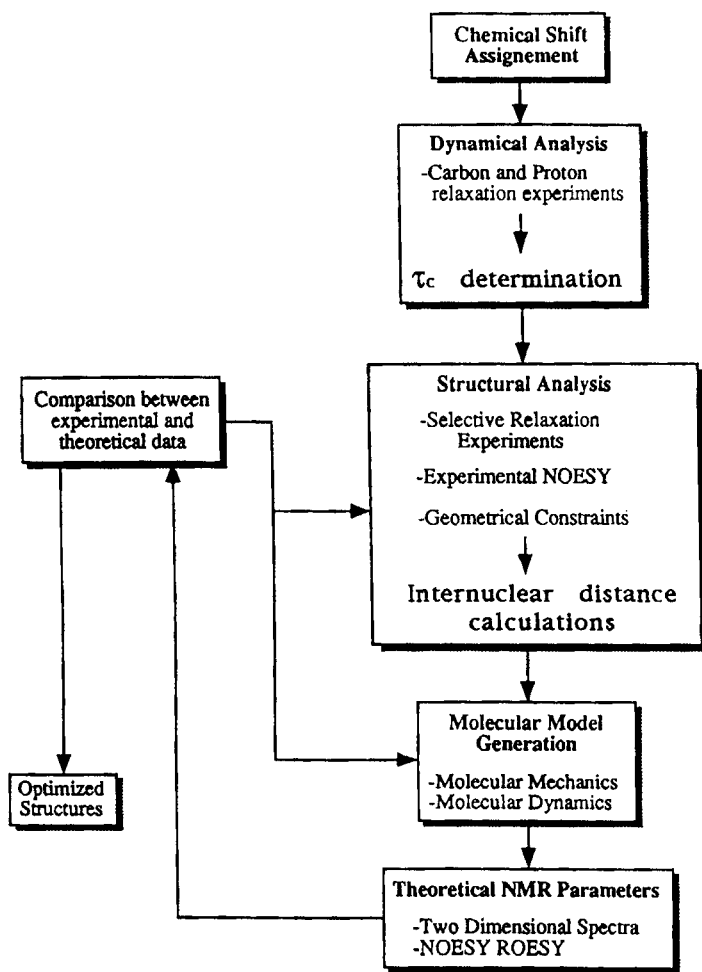 Chemical Shift
Assignement
Dynamical Analysis
-Carbon and Proton
relaxation experiments
τc determination
Structural Analysis
-Selective Relaxation
Experiments
-Experimental NOESY
-Geometrical Constraints
Internuclear distance
calculations
Comparison between
experimental and
theoretical data
Molecular Model
Generation
-Molecular Mechanics
-Molecular Dynamics
Optimized
Structures
Theoretical NMR Parameters
-Two Dimensional Spectra
-NOESY ROESY